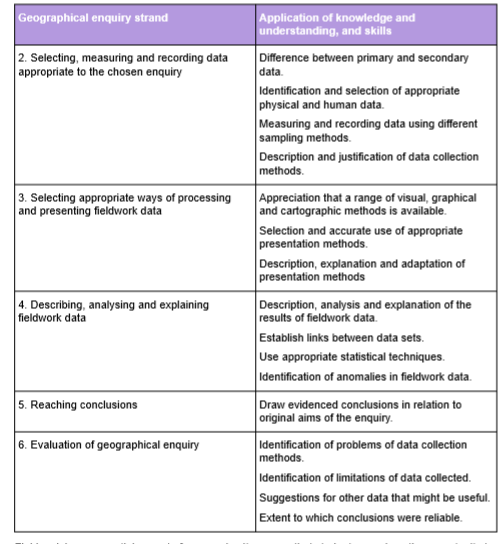 Geographical enquiry strand
Application of knowledge and
understanding, and skills
2. Selecting, measuring and recording data
appropriate to the chosen enquiry
Difference between primary and secondary
data.
Identification and selection of appropriate
physical and human data.
Measuring and recording data using different
sampling methods.
Description and justification of data collection
methods.
3. Selecting appropriate ways of processing
and presenting fieldwork data
Appreciation that a range of visual, graphical
and cartographic methods is available.
Selection and accurate use of appropriate
presentation methods.
Description, explanation and adaptation of
presentation methods
4. Describing, analysing and explaining
fieldwork data
Description, analysis and explanation of the
results of fieldwork data.
Establish links between data sets.
Use appropriate statistical techniques.
Identification of anomalies in fieldwork data.
5. Reaching conclusions
Draw evidenced conclusions in relation to
original aims of the enquiry.
6. Evaluation of geographical enquiry
Identification of problems of data collection
methods.
Identification of limitations of data collected.
Suggestions for other data that might be useful.
Extent to which conclusions were reliable.